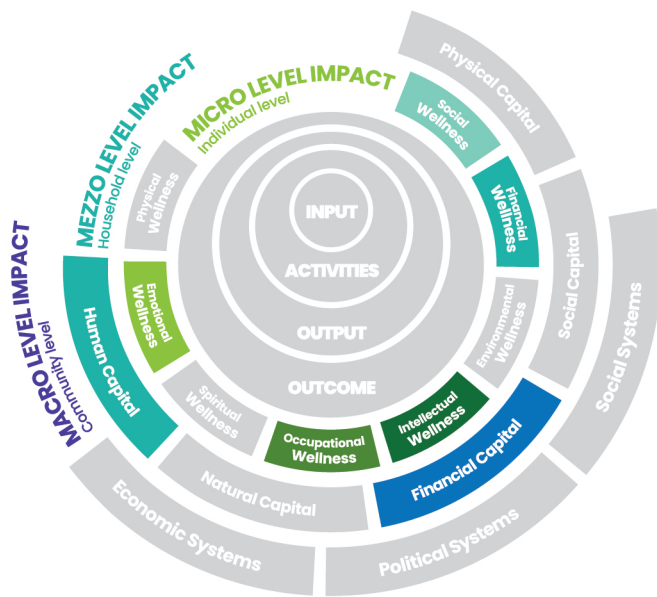 MICRO LEVEL IMPACT
Individual level
MEZZO LEVEL IMPACT
Household level
MACRO LEVEL IMPACT
Community level
INPUT
ACTIVITIES
OUTPUT
OUTCOME
Social
Wellness
Financial
Wellness
Environmental
Wellness
Intellectual
Wellness
Occupational
Wellness
Spiritual
Wellness
Emotional
Wellness
Physical
Wellness
Physical Capital
Social Capital
Financial Capital
Natural Capital
Human Capital
Social Systems
Political Systems
Economic Systems